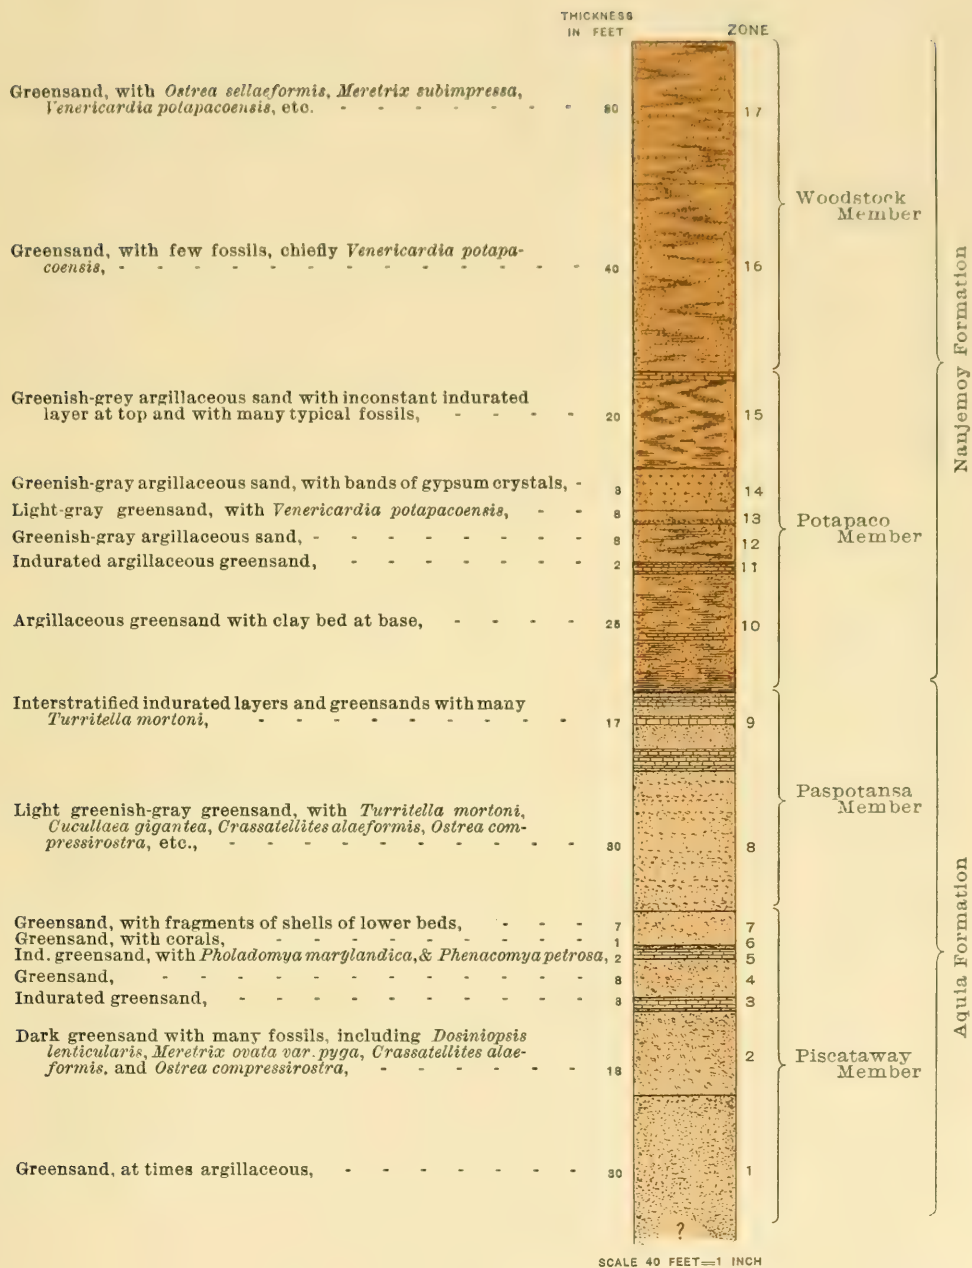 THICKNESS
IN FEET
ZONE
Greensand, with Ostrea sellaeformis, Meretrix subimpressa,
Venericardia potapacoensis, etc. - - - - - - - 30
17
Woodstock
Member
Greensand, with few fossils, chiefly Venericardia potapa-
coensis, - - - - - - - - - - - - - 40
16
Nanjemoy Formation
Greenish-grey argillaceous sand with inconstant indurated
layer at top and with many typical fossils, - - - - 20
15
Greenish-gray argillaceous sand, with bands of gypsum crystals, -
14
Light-gray greensand, with Venericardia potapacoensis, - -
13
Potapaco
Member
Greenish-gray argillaceous sand, - - - - - - - 8
12
Indurated argillaceous greensand, - - - - - - - 2
11
Argillaceous greensand with clay bed at base, - - - - 25
10
Interstratified indurated layers and greensands with many
Turritella mortoni, - - - - - - - - - 17
9
Paspotansa
Member
Light greenish-gray greensand, with Turritella mortoni,
Cucullaea gigantea, Crassatellites alaeformis, Ostrea com-
pressirostra, etc., - - - - - - - - - - 30
8
Greensand, with fragments of shells of lower beds, - - - 7
7
Greensand, with corals, - - - - - - - - - 1
6
Ind. greensand, with Pholadomya marylandica, & Phenacomya petrosa, 2
5
Greensand, - - - - - - - - - - - 8
4
Aquia Formation
Indurated greensand, - - - - - - - - -
3
Dark greensand with many fossils, including Dosiniopsis
lenticularis, Meretrix ovata var. pyga, Crassatellites alae-
formis, and Ostrea compressirostra, - - - - - - 18
2
Piscataway
Member
Greensand, at times argillaceous, - - - - - - - 30
1
?
SCALE 40 FEET=1 INCH